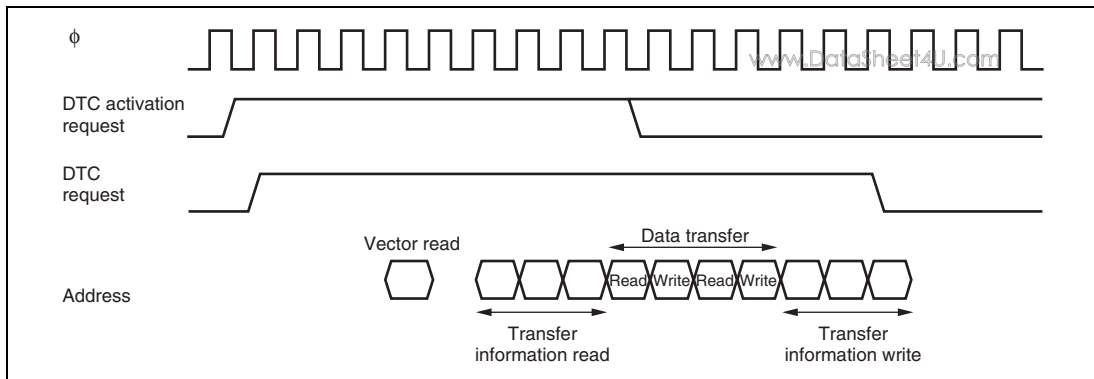 φ
www.DataSheet4U.com
DTC activation
request
DTC
request
Vector read
Data transfer
Address
Read Write Read Write
Transfer
information read
Transfer
information write